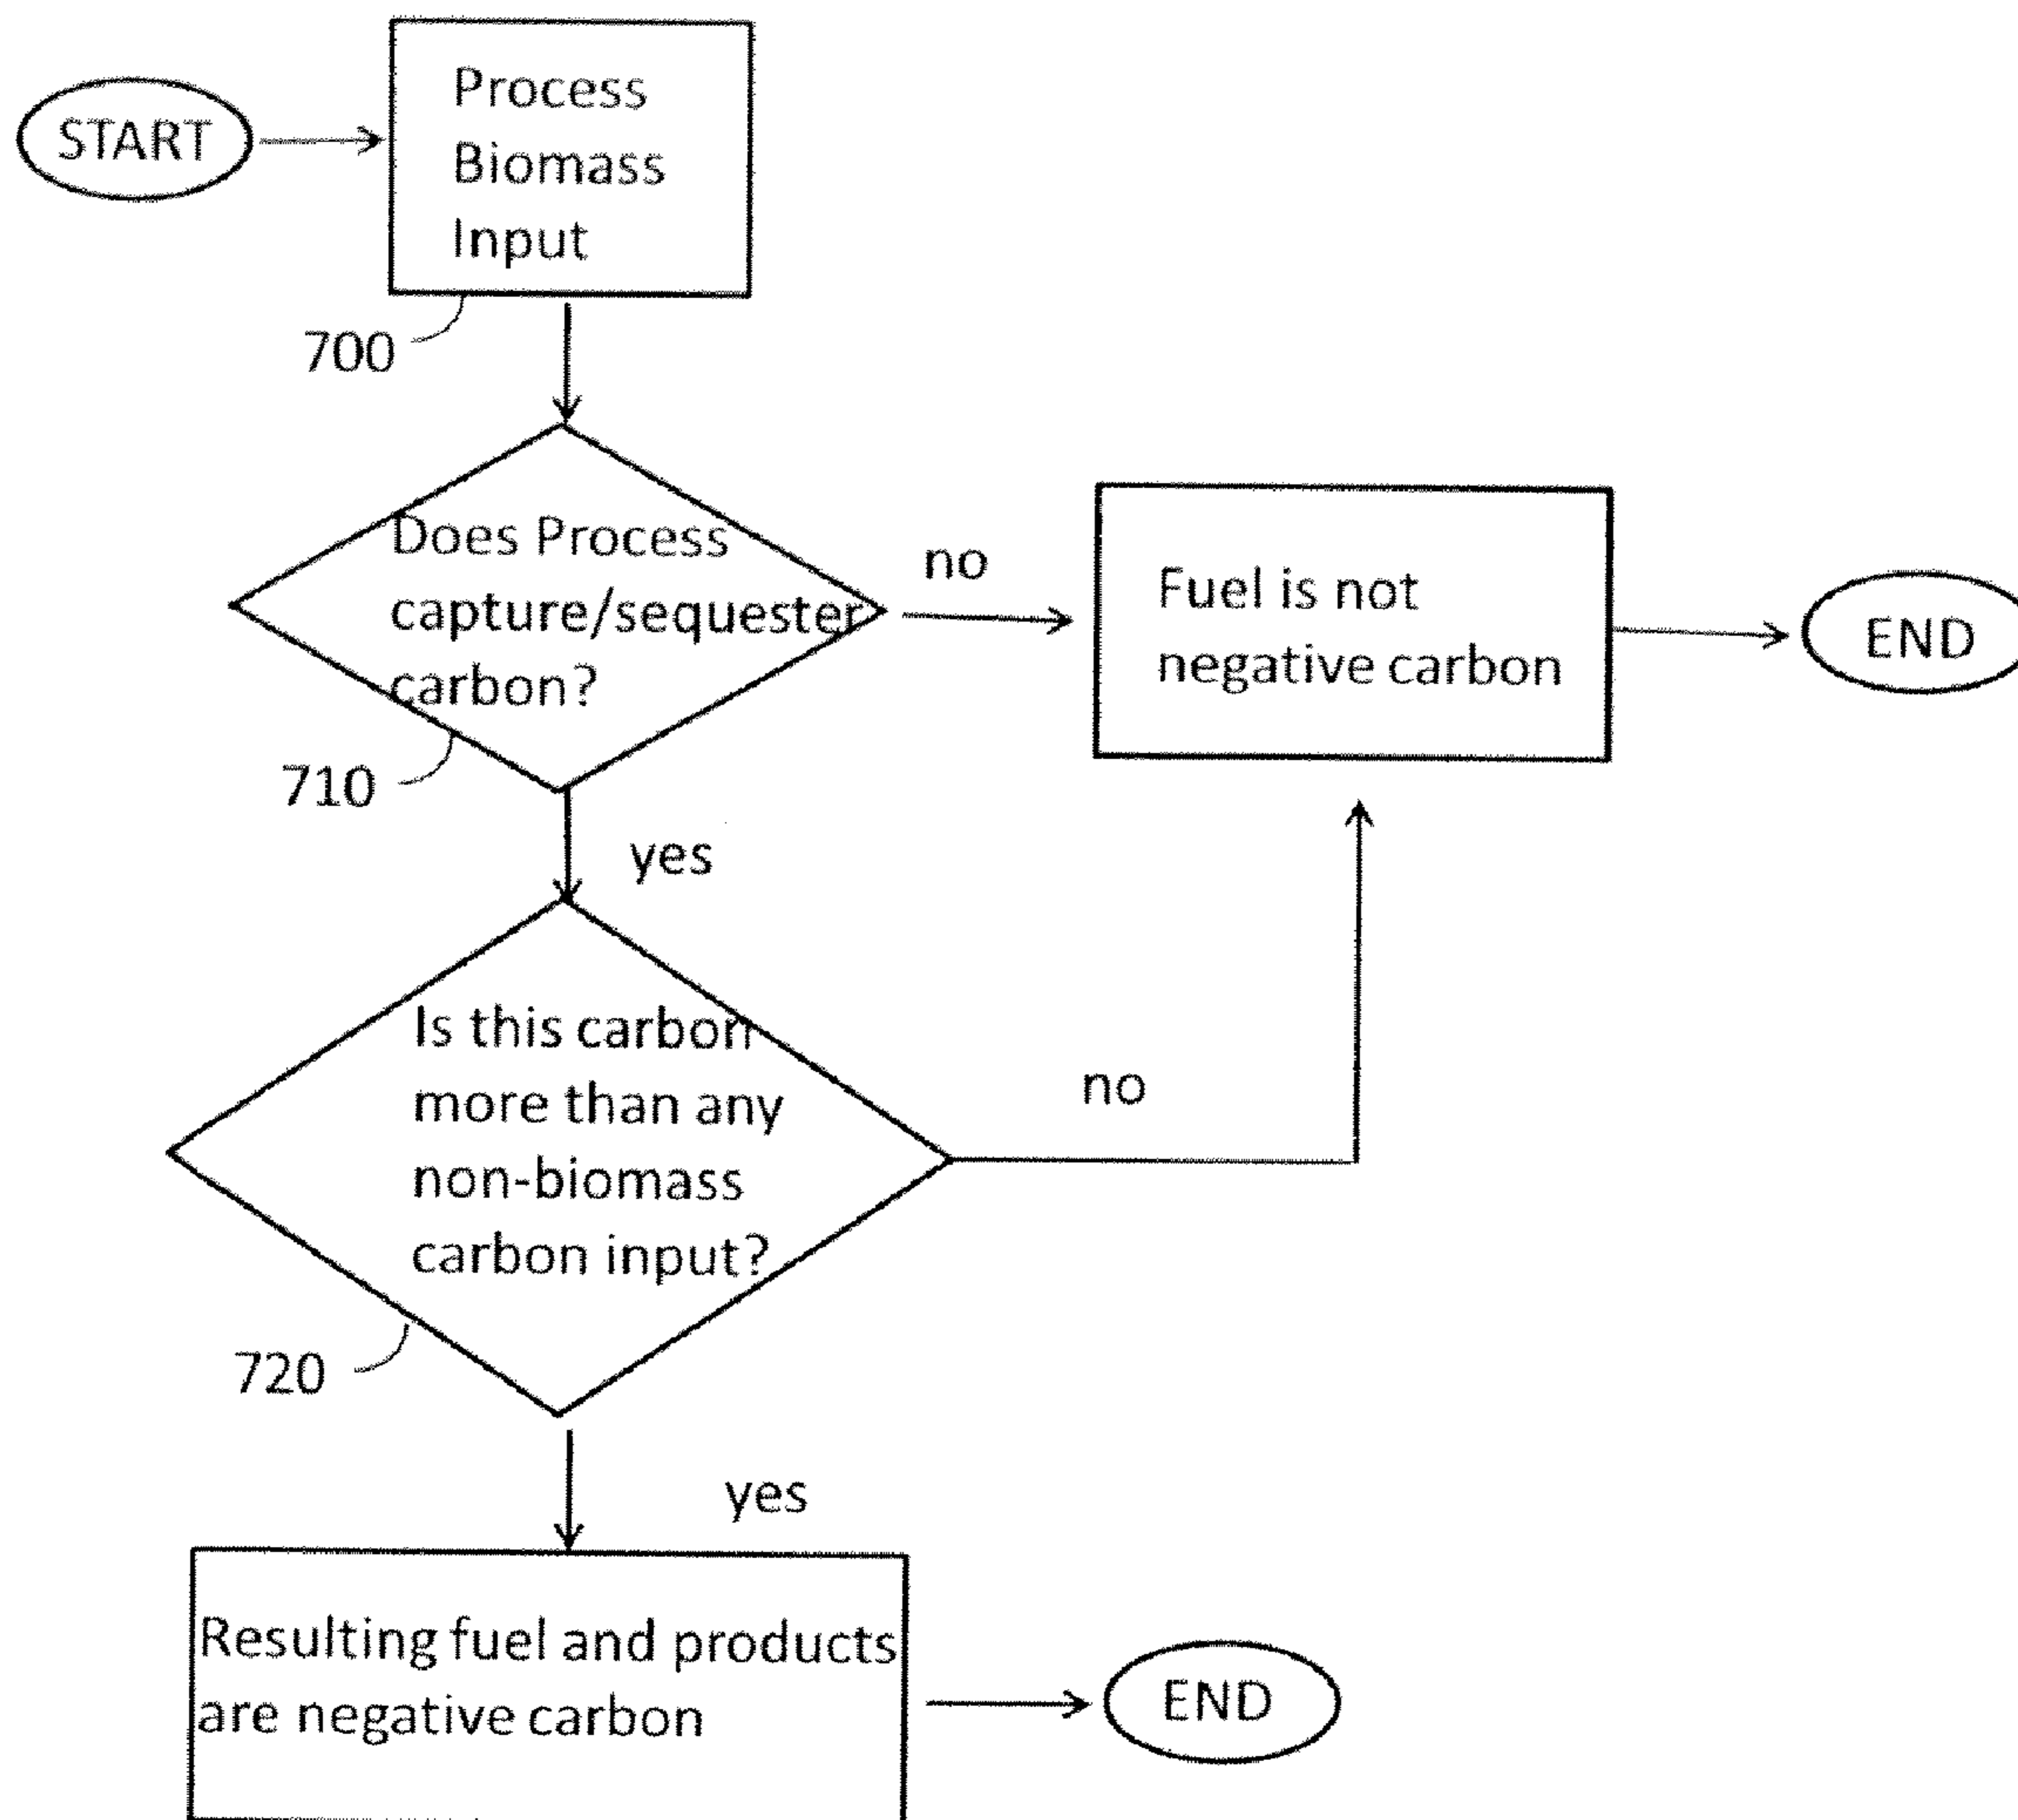 START
Process
Biomass
Input
700
Does Process
capture/sequester
carbon?
710
no
Fuel is not
negative carbon
END
yes
Is this carbon
more than any
non-biomass
carbon input?
no
720
yes
Resulting fuel and products
are negative carbon
END